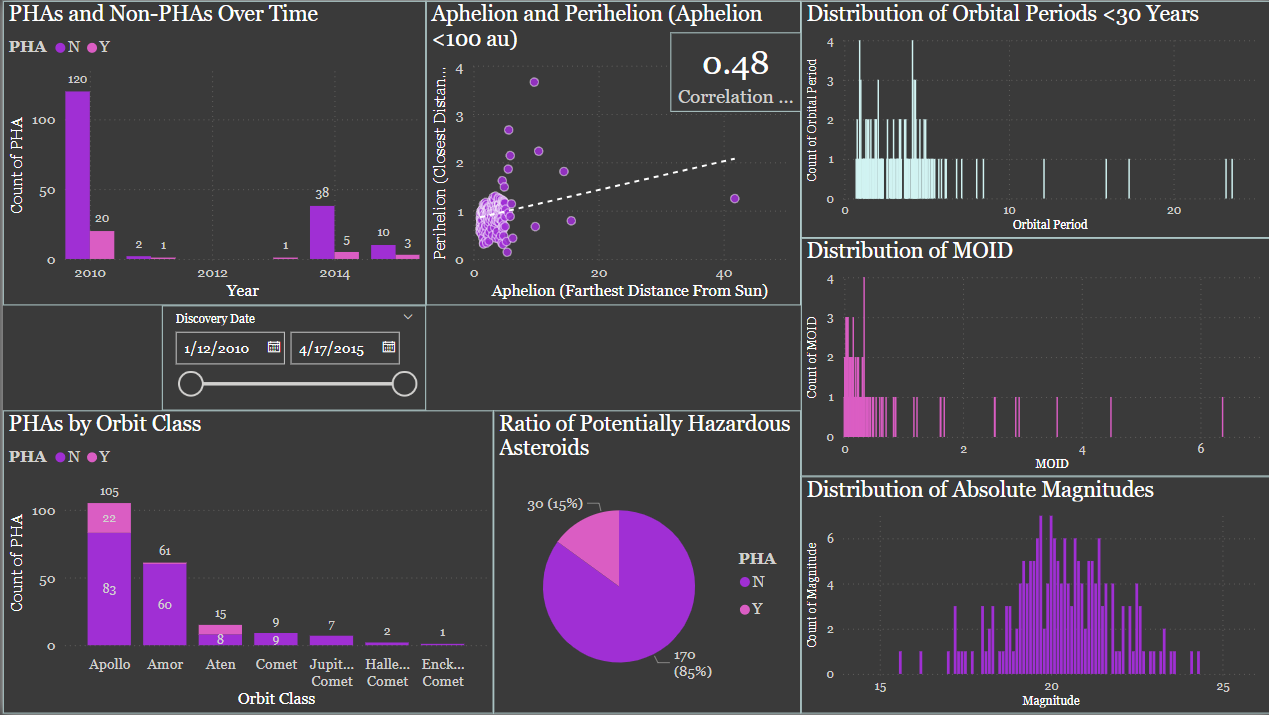 PHAs and Non-PHAs Over Time
PHA N Y
Count of PHA
100
50
0
120
20
2
1
1
38
5
10
3
2010 2012 2014
Year
Aphelion and Perihelion (Aphelion
<100 au)
0.48
Correlation ...
Perihelion (Closest Distan...
4
3
2
1
0
0 20 40
Aphelion (Farthest Distance From Sun)
Distribution of Orbital Periods <30 Years
Count of Orbital Period
4
3
2
1
0
0 10 20
Orbital Period
Discovery Date
1/12/2010 4/17/2015
Distribution of MOID
Count of MOID
4
3
2
1
0
0 2 4 6
MOID
PHAs by Orbit Class
PHA N Y
Count of PHA
100
50
0
105
22
83
61
60
15
8
9
9
7
2
1
Apollo Amor Aten Comet Jupit... Halle... Enck...
Comet Comet Comet
Orbit Class
Ratio of Potentially Hazardous
Asteroids
30 (15%)
170
(85%)
PHA
N
Y
Distribution of Absolute Magnitudes
Count of Magnitude
6
4
2
0
15 20 25
Magnitude